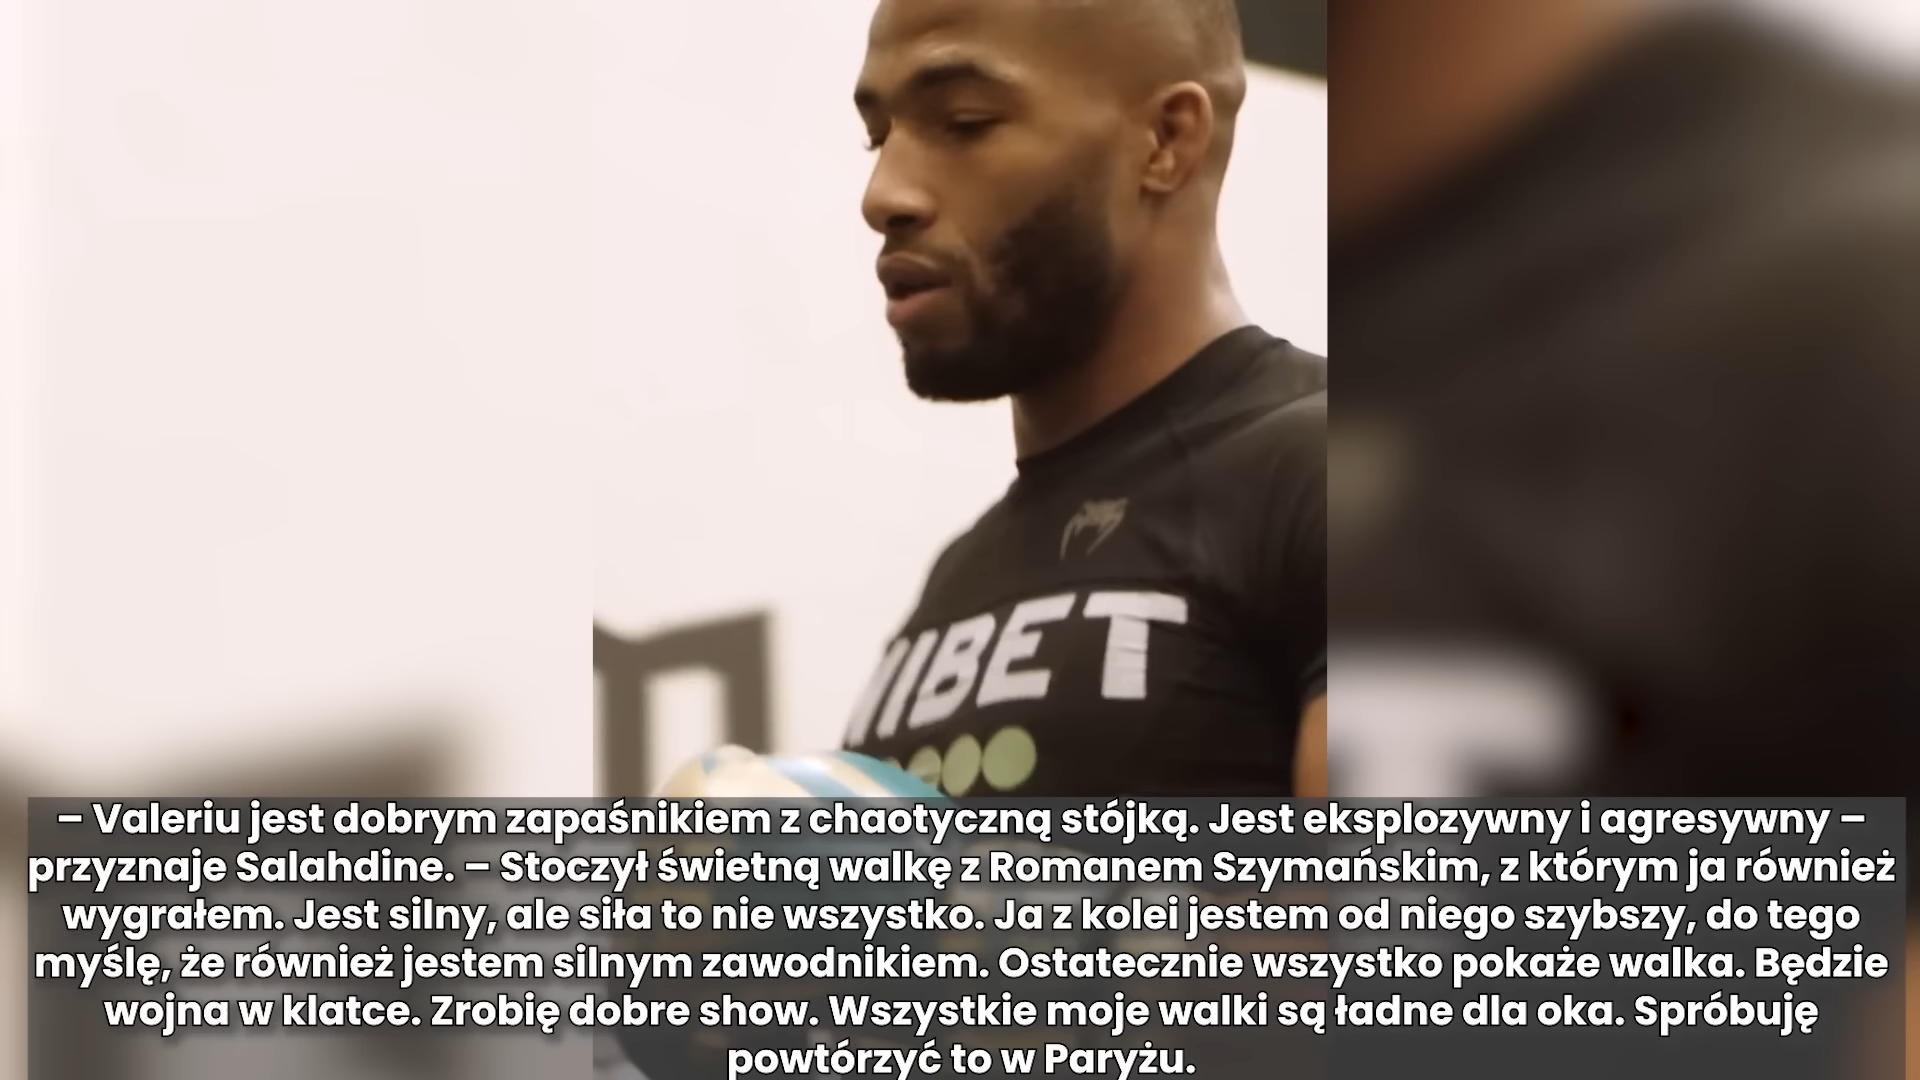 NIBET
– Valeriu jest dobrym zapaśnikiem z chaotyczną stójką. Jest eksplozywny i agresywny –
przyznaje Salahdine. – Stoczył świetną walkę z Romanem Szymańskim, z którym ja również
wygrałem. Jest silny, ale siła to nie wszystko. Ja z kolei jestem od niego szybszy, do tego
myślę, że również jestem silnym zawodnikiem. Ostatecznie wszystko pokaże walka. Będzie
wojna w klatce. Zrobię dobre show. Wszystkie moje walki są ładne dla oka. Spróbuję
powtórzyć to w Paryżu.